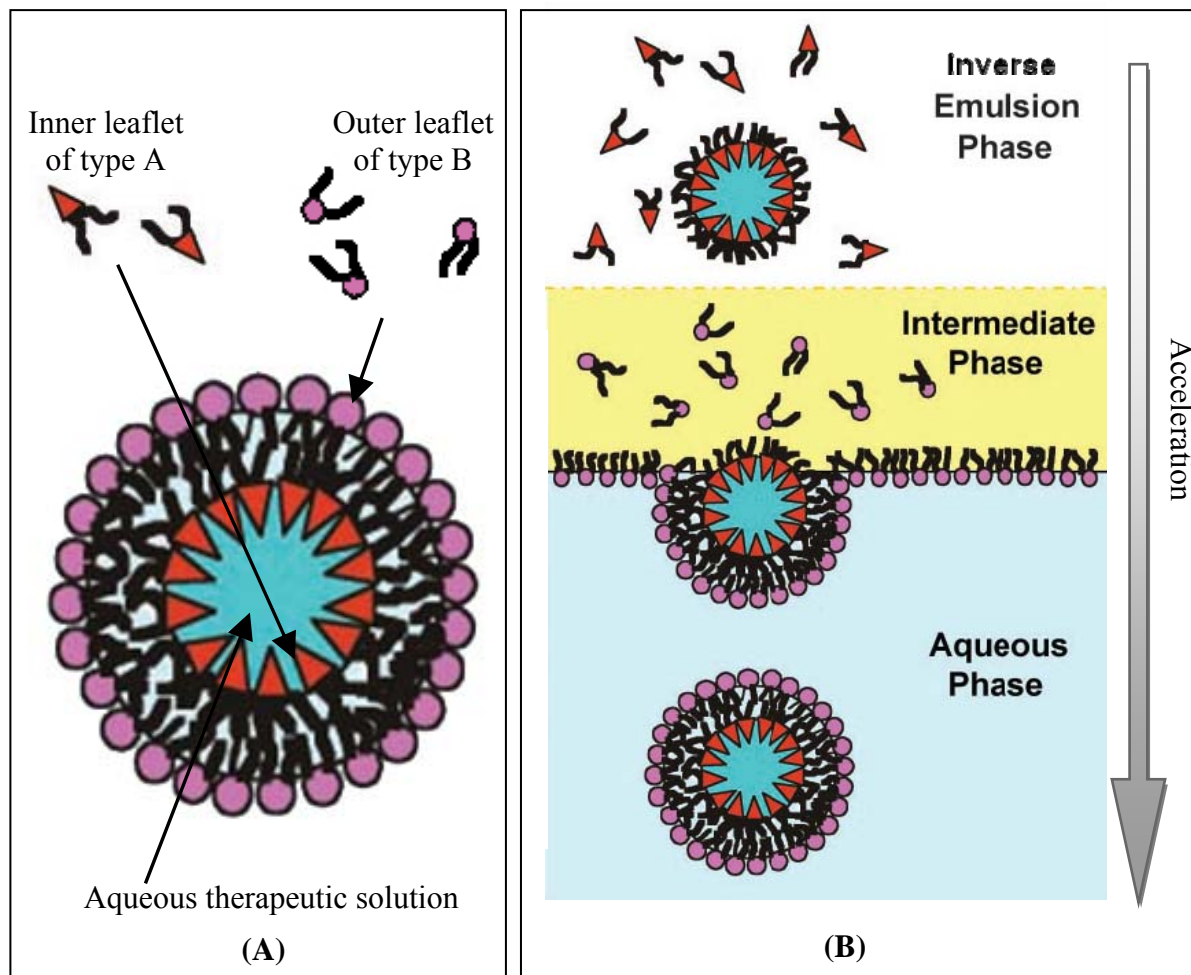 Inner leaflet
of type A
Outer leaflet
of type B
Aqueous therapeutic solution
(A)
Inverse
Emulsion
Phase
Intermediate
Phase
Aqueous
Phase
Acceleration
(B)